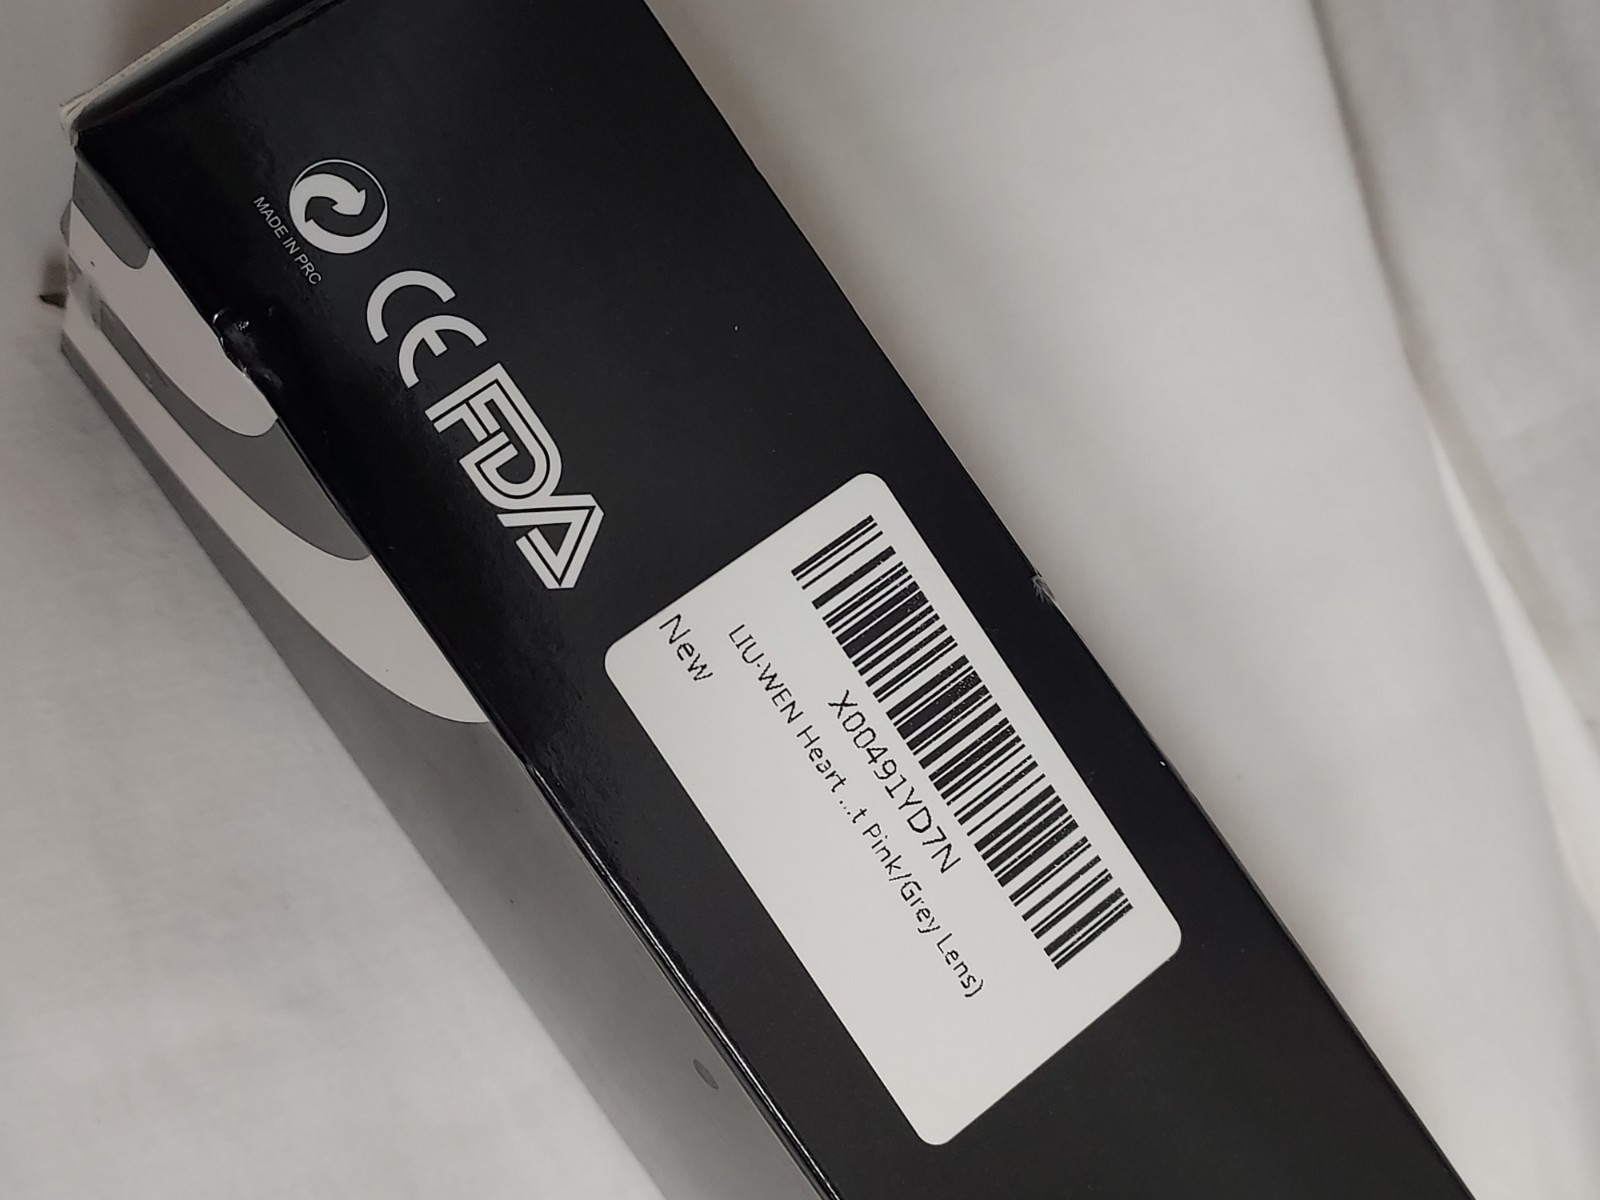 MADE IN PRC
CE
FDA
X00491YD7N
LIU·WEN Heart ...t Pink/Grey Lens)
New